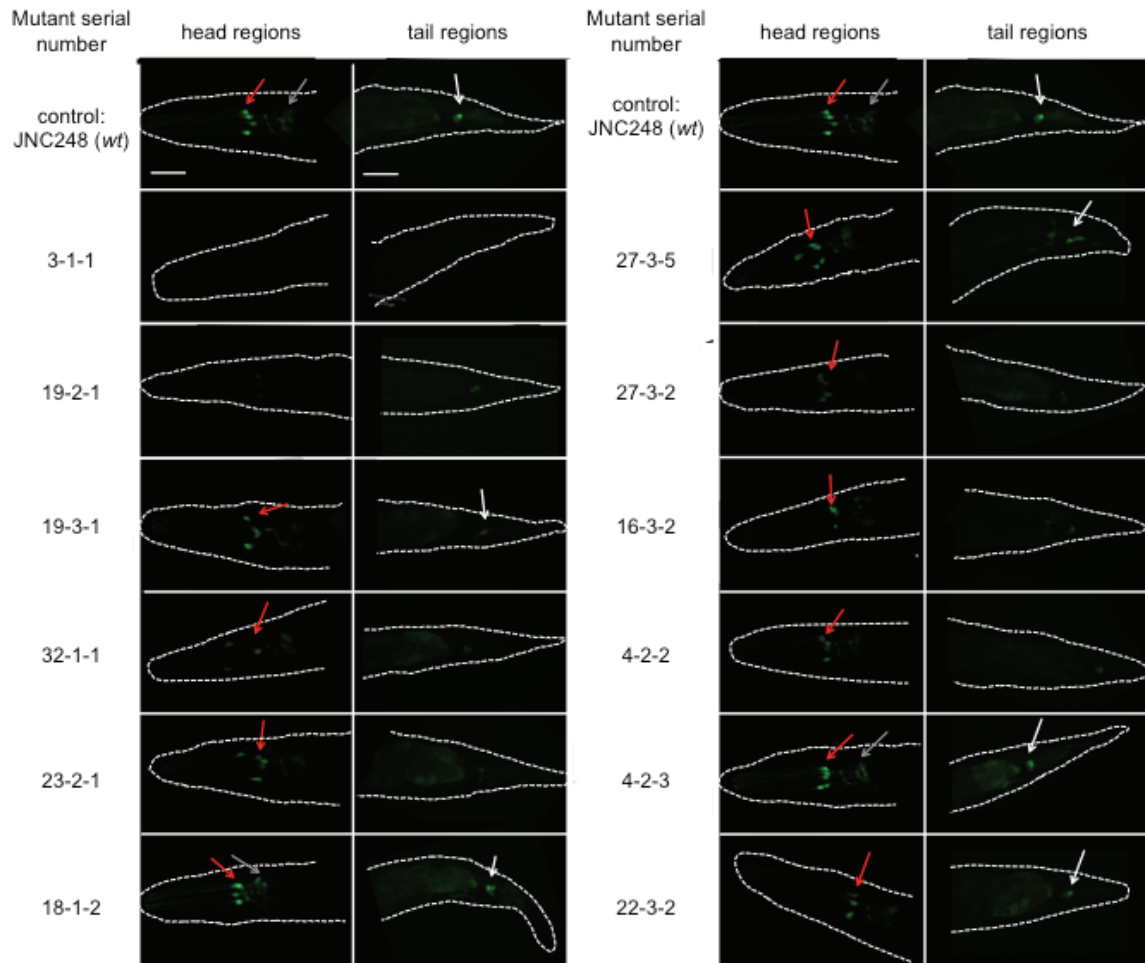 Mutant serial
number
head regions
tail regions
control:
JNC248 (wt)
3-1-1
19-2-1
19-3-1
32-1-1
23-2-1
18-1-2
Mutant serial
number
head regions
tail regions
control:
JNC248 (wt)
27-3-5
27-3-2
16-3-2
4-2-2
4-2-3
22-3-2